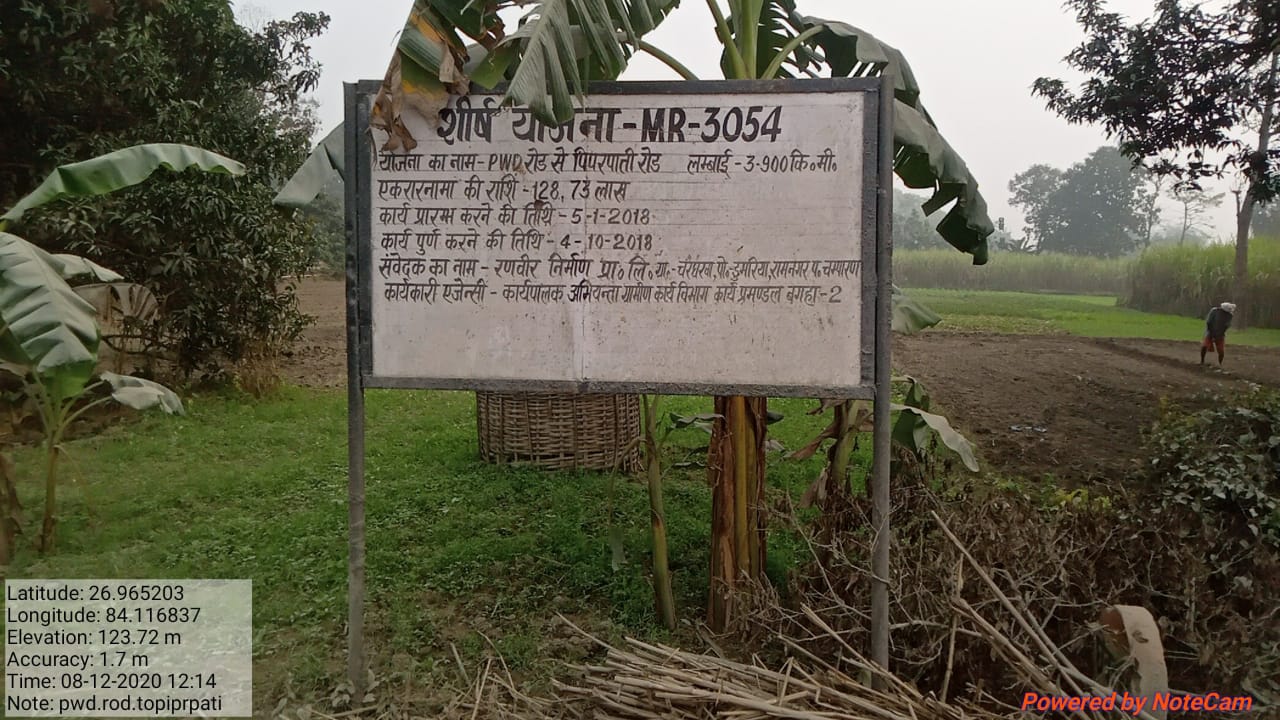 शीर्ष योजना - MR-3054
योजना का नाम - PWD रोड से पिपरपाती रोड लम्बाई - 3.900 कि० मी०
एकरारनामा की राशि - 128, 73 लाख
कार्य प्रारम्भ करने की तिथि - 5-1-2018
कार्य पुर्ण करने की तिथि - 4-10-2018
संवेदक का नाम - रणवीर निर्माण प्रा० लि० ग्रा०- चरघरवा, पो० डुमरिया, रामनगर प० चम्पारण
कार्यकारी एजेन्सी - कार्यपालक अभियन्ता ग्रामीण कार्य विभाग कार्य प्रमण्डल बगहा - 2
Latitude: 26.965203
Longitude: 84.116837
Elevation: 123.72 m
Accuracy: 1.7 m
Time: 08-12-2020 12:14
Note: pwd.rod.topiprpati
Powered by NoteCam